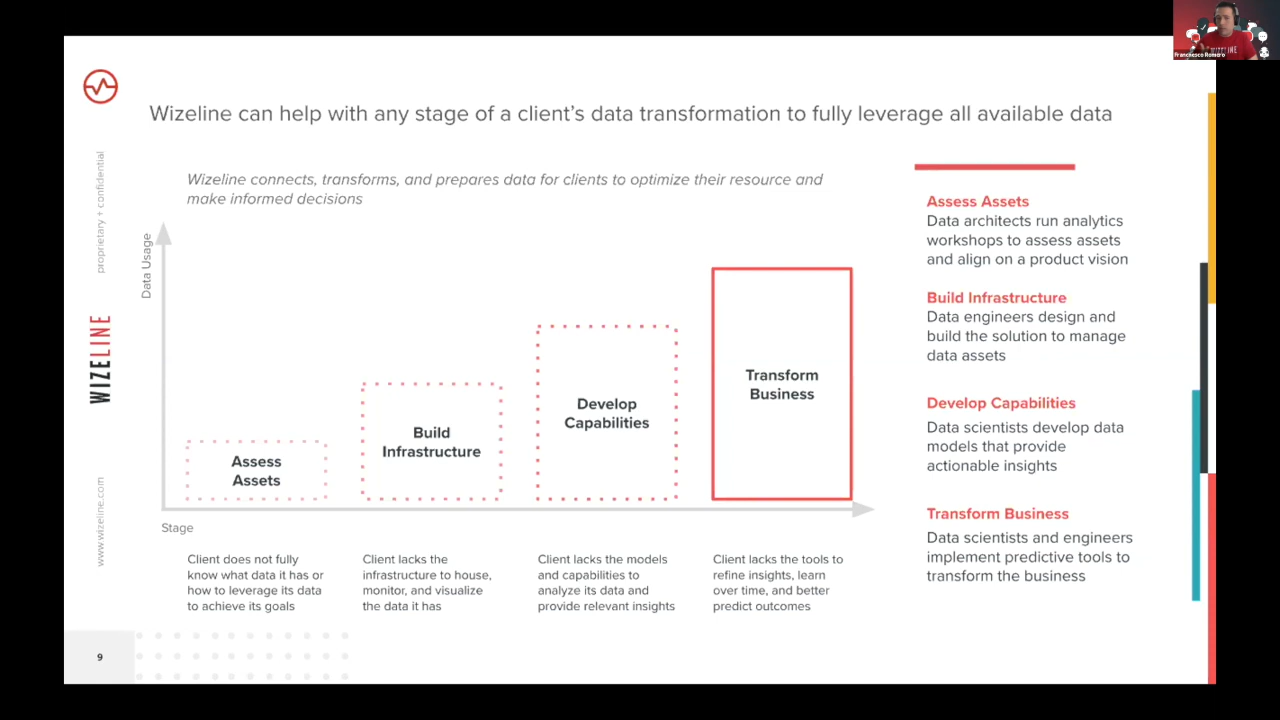 Wizeline can help with any stage of a client's data transformation to fully leverage all available data
Wizeline connects, transforms, and prepares data for clients to optimize their resource and
make informed decisions
proprietary + confidential
WIZELINE
www.wizeline.com
Data Usage
Stage
Assess
Assets
Build
Infrastructure
Develop
Capabilities
Transform
Business
Client does not fully
know what data it has or
how to leverage its data
to achieve its goals
Client lacks the
infrastructure to house,
monitor, and visualize
the data it has
Client lacks the models
and capabilities to
analyze its data and
provide relevant insights
Client lacks the tools to
refine insights, learn
over time, and better
predict outcomes
Assess Assets
Data architects run analytics
workshops to assess assets
and align on a product vision
Build Infrastructure
Data engineers design and
build the solution to manage
data assets
Develop Capabilities
Data scientists develop data
models that provide
actionable insights
Transform Business
Data scientists and engineers
implement predictive tools to
transform the business
9
Franchesco Romero